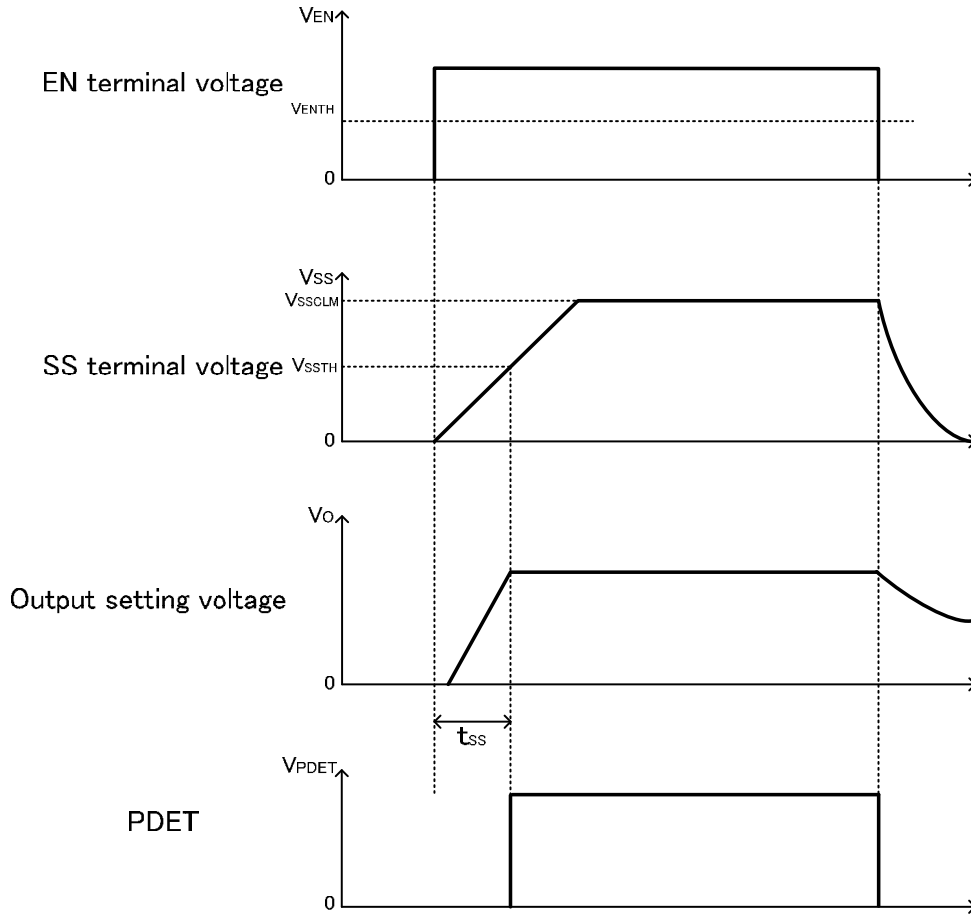 VEN
EN terminal voltage
VENTH
0
VSS
VSSCLM
SS terminal voltage
VSSTH
0
VO
Output setting voltage
0
tSS
VPDET
PDET
0